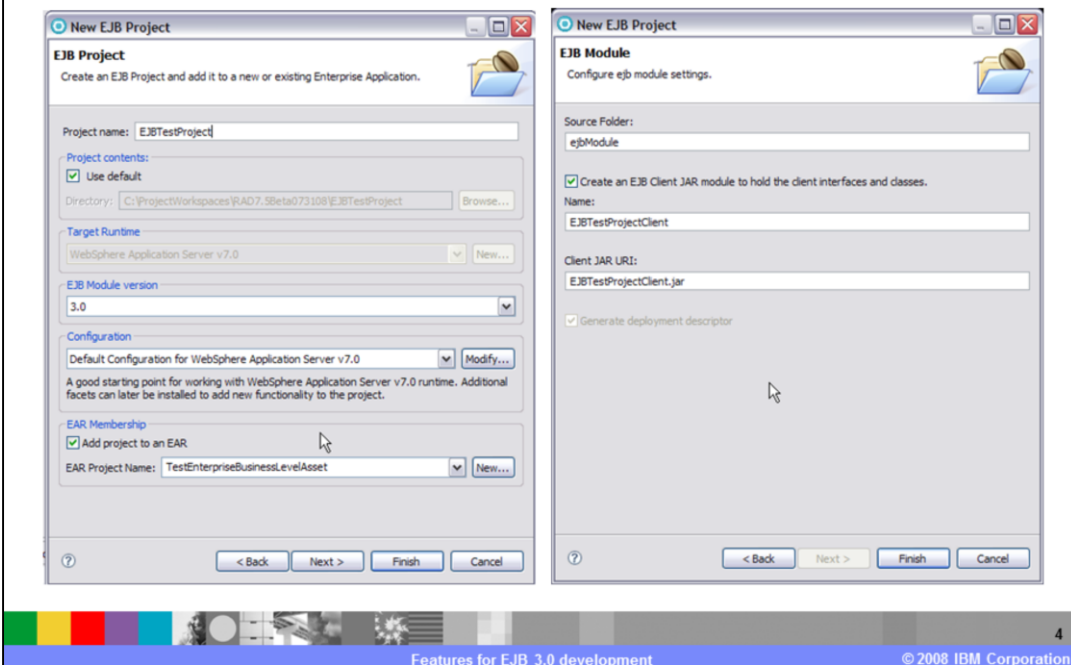 New EJB Project
EJB Project
Create an EJB Project and add it to a new or existing Enterprise Application.
Project name: EJBTestProject
Project contents:
Use default
Directory: C:\ProjectWorkspaces\RAD7.5Beta073108\EJBTestProject Browse...
Target Runtime
WebSphere Application Server v7.0 New...
EJB Module version
3.0
Configuration
Default Configuration for WebSphere Application Server v7.0 Modify...
A good starting point for working with WebSphere Application Server v7.0 runtime. Additional
facets can later be installed to add new functionality to the project.
EAR Membership
Add project to an EAR
EAR Project Name: TestEnterpriseBusinessLevelAsset New...
? < Back Next > Finish Cancel
New EJB Project
EJB Module
Configure ejb module settings.
Source Folder:
ejbModule
Create an EJB Client JAR module to hold the client interfaces and classes.
Name:
EJBTestProjectClient
Client JAR URI:
EJBTestProjectClient.jar
Generate deployment descriptor
? < Back Next > Finish Cancel
4
Features for EJB 3.0 development © 2008 IBM Corporation